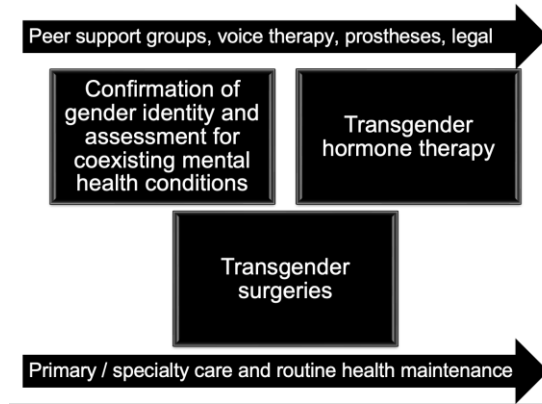 Peer support groups, voice therapy, prostheses, legal
Confirmation of
gender identity and
assessment for
coexisting mental
health conditions
Transgender
hormone therapy
Transgender
surgeries
Primary / specialty care and routine health maintenance